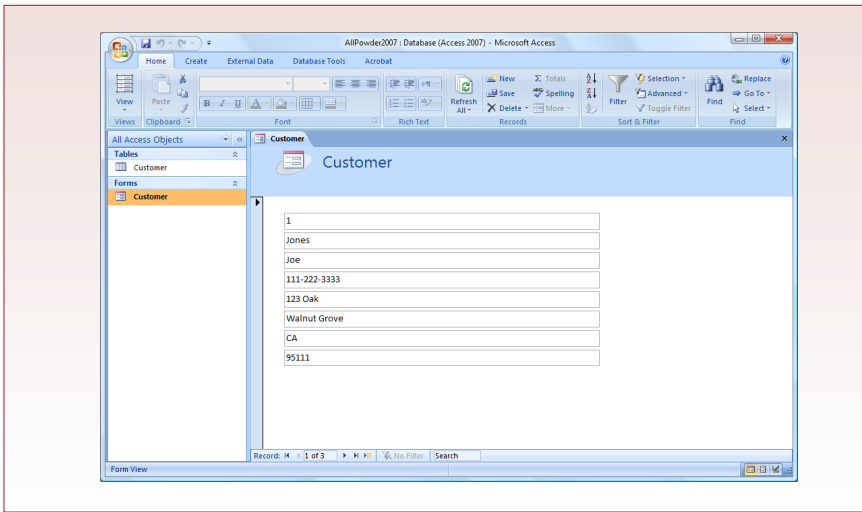 AllPowder2007 : Database (Access 2007) - Microsoft Access
Home Create External Data Database Tools Acrobat
View
Paste
B I U
Refresh All
New
Save
Delete
Totals
Spelling
More
Filter
Selection
Advanced
Toggle Filter
Find
Replace
Go To
Select
Views Clipboard Font Rich Text Records Sort & Filter Find
All Access Objects
Tables
Customer
Forms
Customer
Customer
Customer
1
Jones
Joe
111-222-3333
123 Oak
Walnut Grove
CA
95111
Record: 1 of 3 No Filter Search
Form View